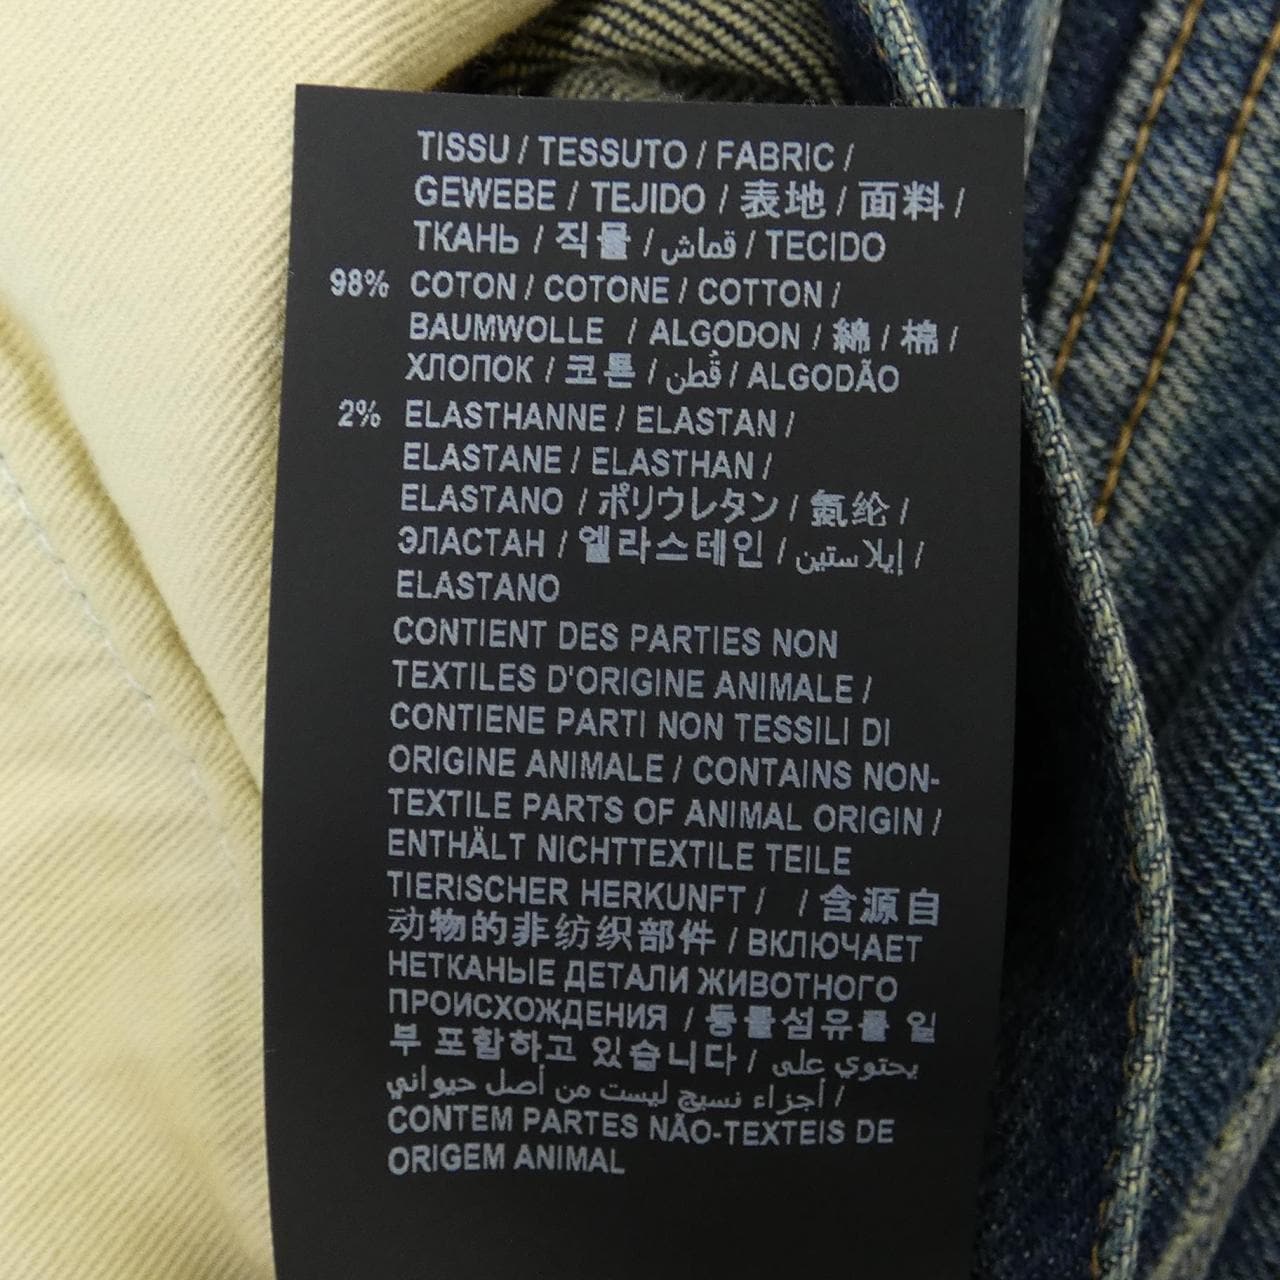 TISSU / TESSUTO / FABRIC /
GEWEBE / TEJIDO / 表地 / 面料 /
ТКАНЬ / 직물 / قماش / TECIDO
98% COTON / COTONE / COTTON /
BAUMWOLLE / ALGODON / 綿 / 棉 /
ХЛОПОК / 코튼 / قُطن / ALGODÃO
2% ELASTHANNE / ELASTAN /
ELASTANE / ELASTHAN /
ELASTANO / ポリウレタン / 氨纶 /
ЭЛАСТАН / 엘라스테인 / إيلاستين /
ELASTANO
CONTIENT DES PARTIES NON
TEXTILES D'ORIGINE ANIMALE /
CONTIENE PARTI NON TESSILI DI
ORIGINE ANIMALE / CONTAINS NON-
TEXTILE PARTS OF ANIMAL ORIGIN /
ENTHÄLT NICHTTEXTILE TEILE
TIERISCHER HERKUNFT / / 含源自
动物的非纺织部件 / ВКЛЮЧАЕТ
НЕТКАНЫЕ ДЕТАЛИ ЖИВОТНОГО
ПРОИСХОЖДЕНИЯ / 동물섬유를 일
부 포함하고 있습니다 / يحتوي على
أجزاء نسيج ليست من أصل حيواني /
CONTEM PARTES NÃO-TEXTEIS DE
ORIGEM ANIMAL